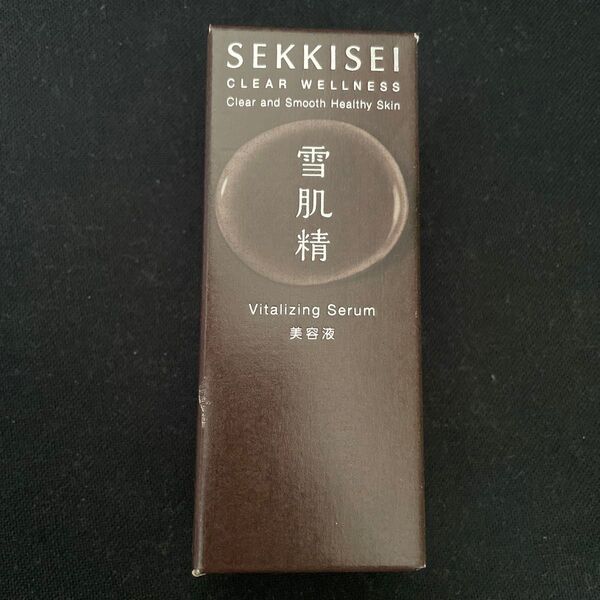 SEKKISEI
CLEAR WELLNESS
Clear and Smooth Healthy Skin
雪肌精
Vitalizing Serum
美容液